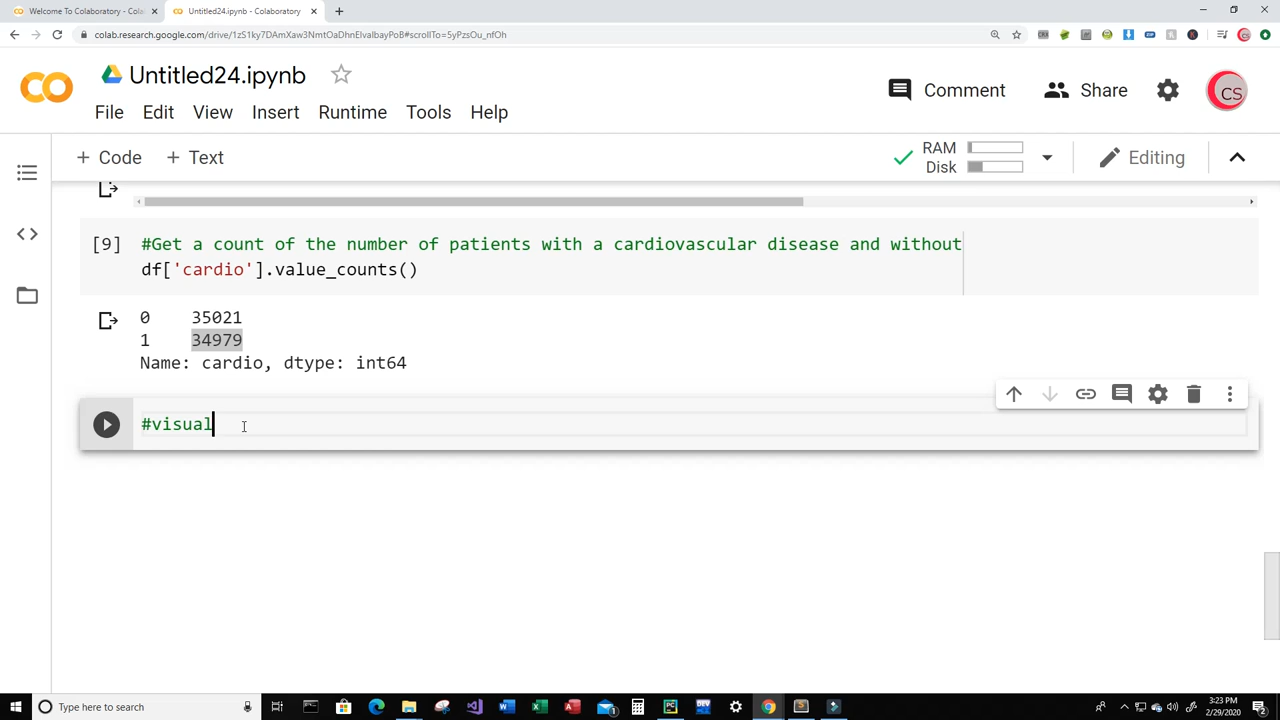 Welcome To Colaboratory - Cola
Untitled24.ipynb - Colaboratory
colab.research.google.com/drive/1zS1ky7DAmXaw3NmtOaDhnElvalbayPoB#scrollTo=5yPzsOu_nfOh
Untitled24.ipynb
Comment
Share
CS
File Edit View Insert Runtime Tools Help
+ Code + Text
RAM
Disk
Editing
[9] #Get a count of the number of patients with a cardiovascular disease and without
df['cardio'].value_counts()
0 35021
1 34979
Name: cardio, dtype: int64
#visual
Type here to search
3:23 PM
2/29/2020